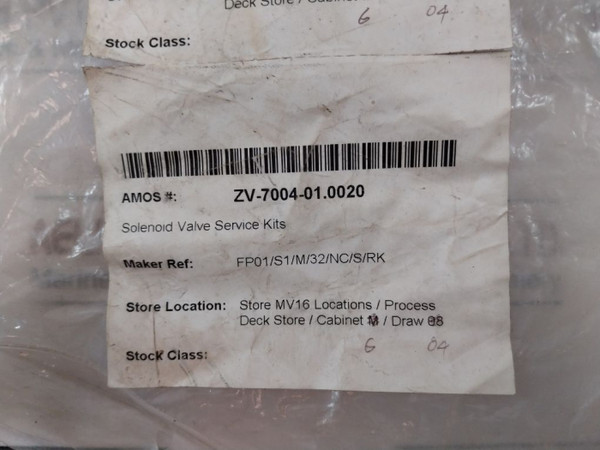 Deck Store / Cabinet
6 04
Stock Class:
AMOS #: ZV-7004-01.0020
Solenoid Valve Service Kits
Maker Ref: FP01/S1/M/32/NC/S/RK
Store Location: Store MV16 Locations / Process
Deck Store / Cabinet / Draw
Stock Class: 6 04